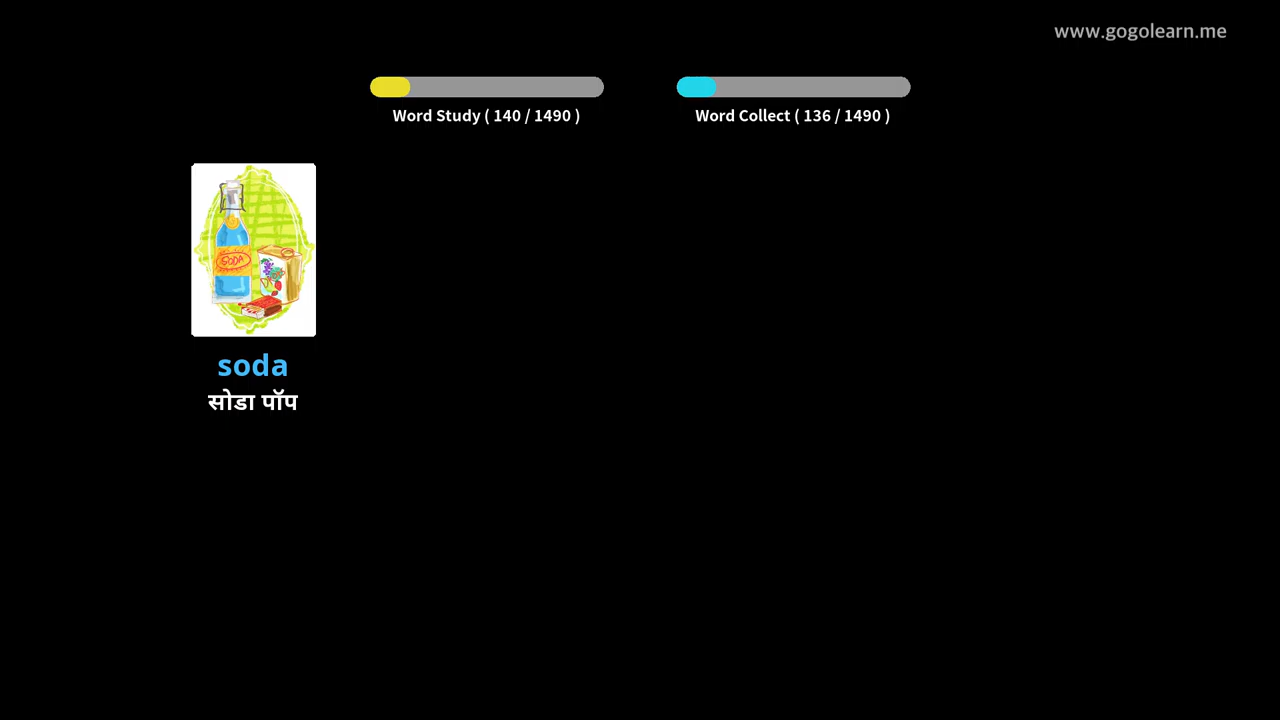 www.gogolearn.me
Word Study ( 140 / 1490 )
Word Collect ( 136 / 1490 )
SODA
soda
सोडा पॉप